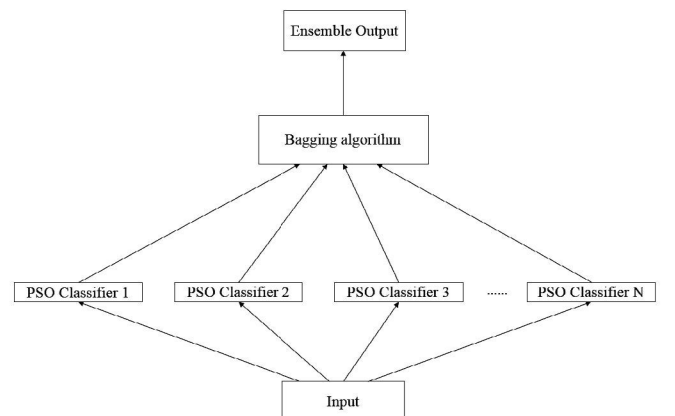 Ensemble Output
Bagging algorithm
PSO Classifier 1
PSO Classifier 2
PSO Classifier 3
......
PSO Classifier N
Input